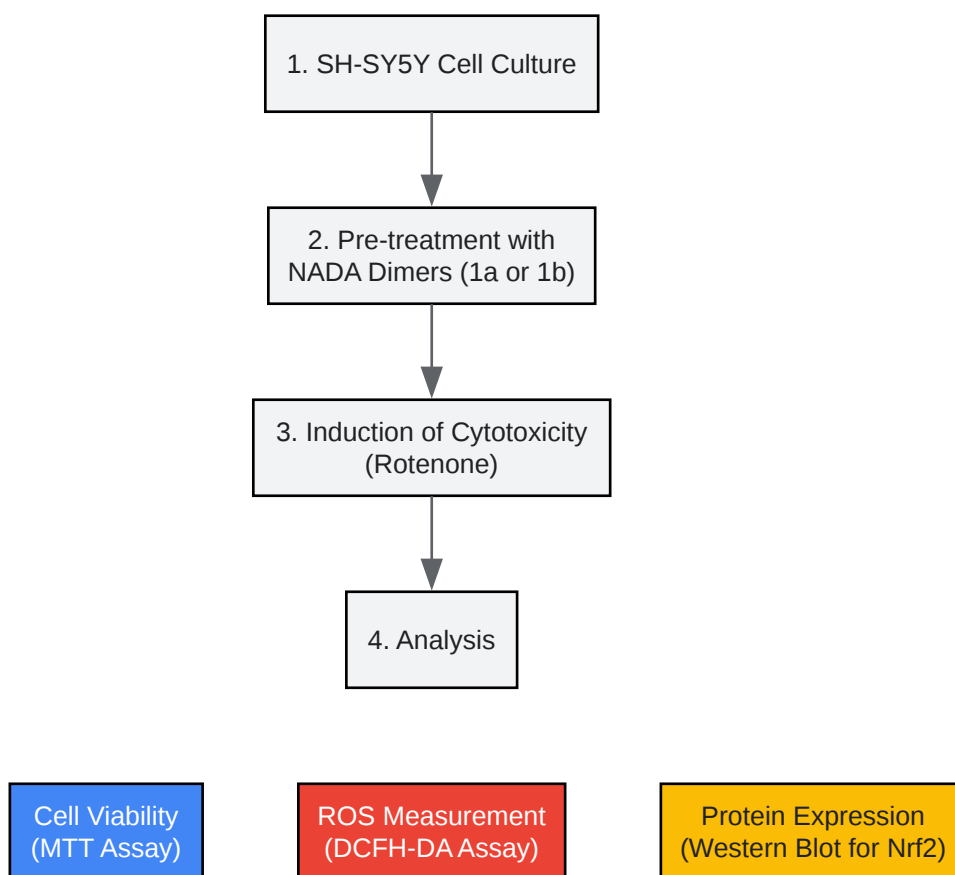 1. SH-SY5Y Cell Culture
2. Pre-treatment with
NADA Dimers (1a or 1b)
3. Induction of Cytotoxicity
(Rotenone)
4. Analysis
Cell Viability
(MTT Assay)
ROS Measurement
(DCFH-DA Assay)
Protein Expression
(Western Blot for Nrf2)